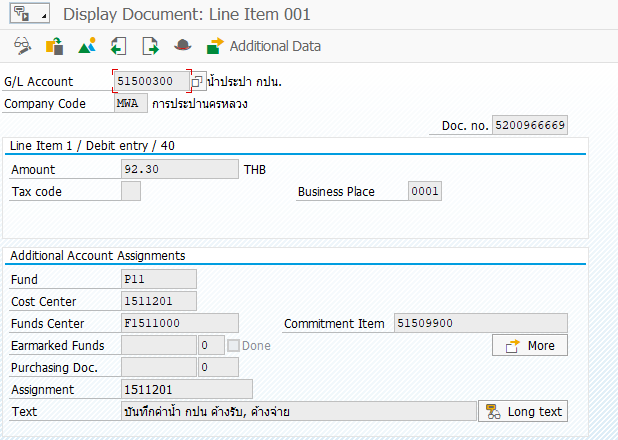 Display Document: Line Item 001
Additional Data
G/L Account 51500300 น้ำประปา กปน.
Company Code MWA การประปานครหลวง
Doc. no. 5200966669
Line Item 1 / Debit entry / 40
Amount 92.30 THB
Tax code Business Place 0001
Additional Account Assignments
Fund P11
Cost Center 1511201
Funds Center F1511000 Commitment Item 51509900
Earmarked Funds 0 Done More
Purchasing Doc. 0
Assignment 1511201
Text บันทึกค่าน้ำ กปน ค้างรับ, ค้างจ่าย Long text